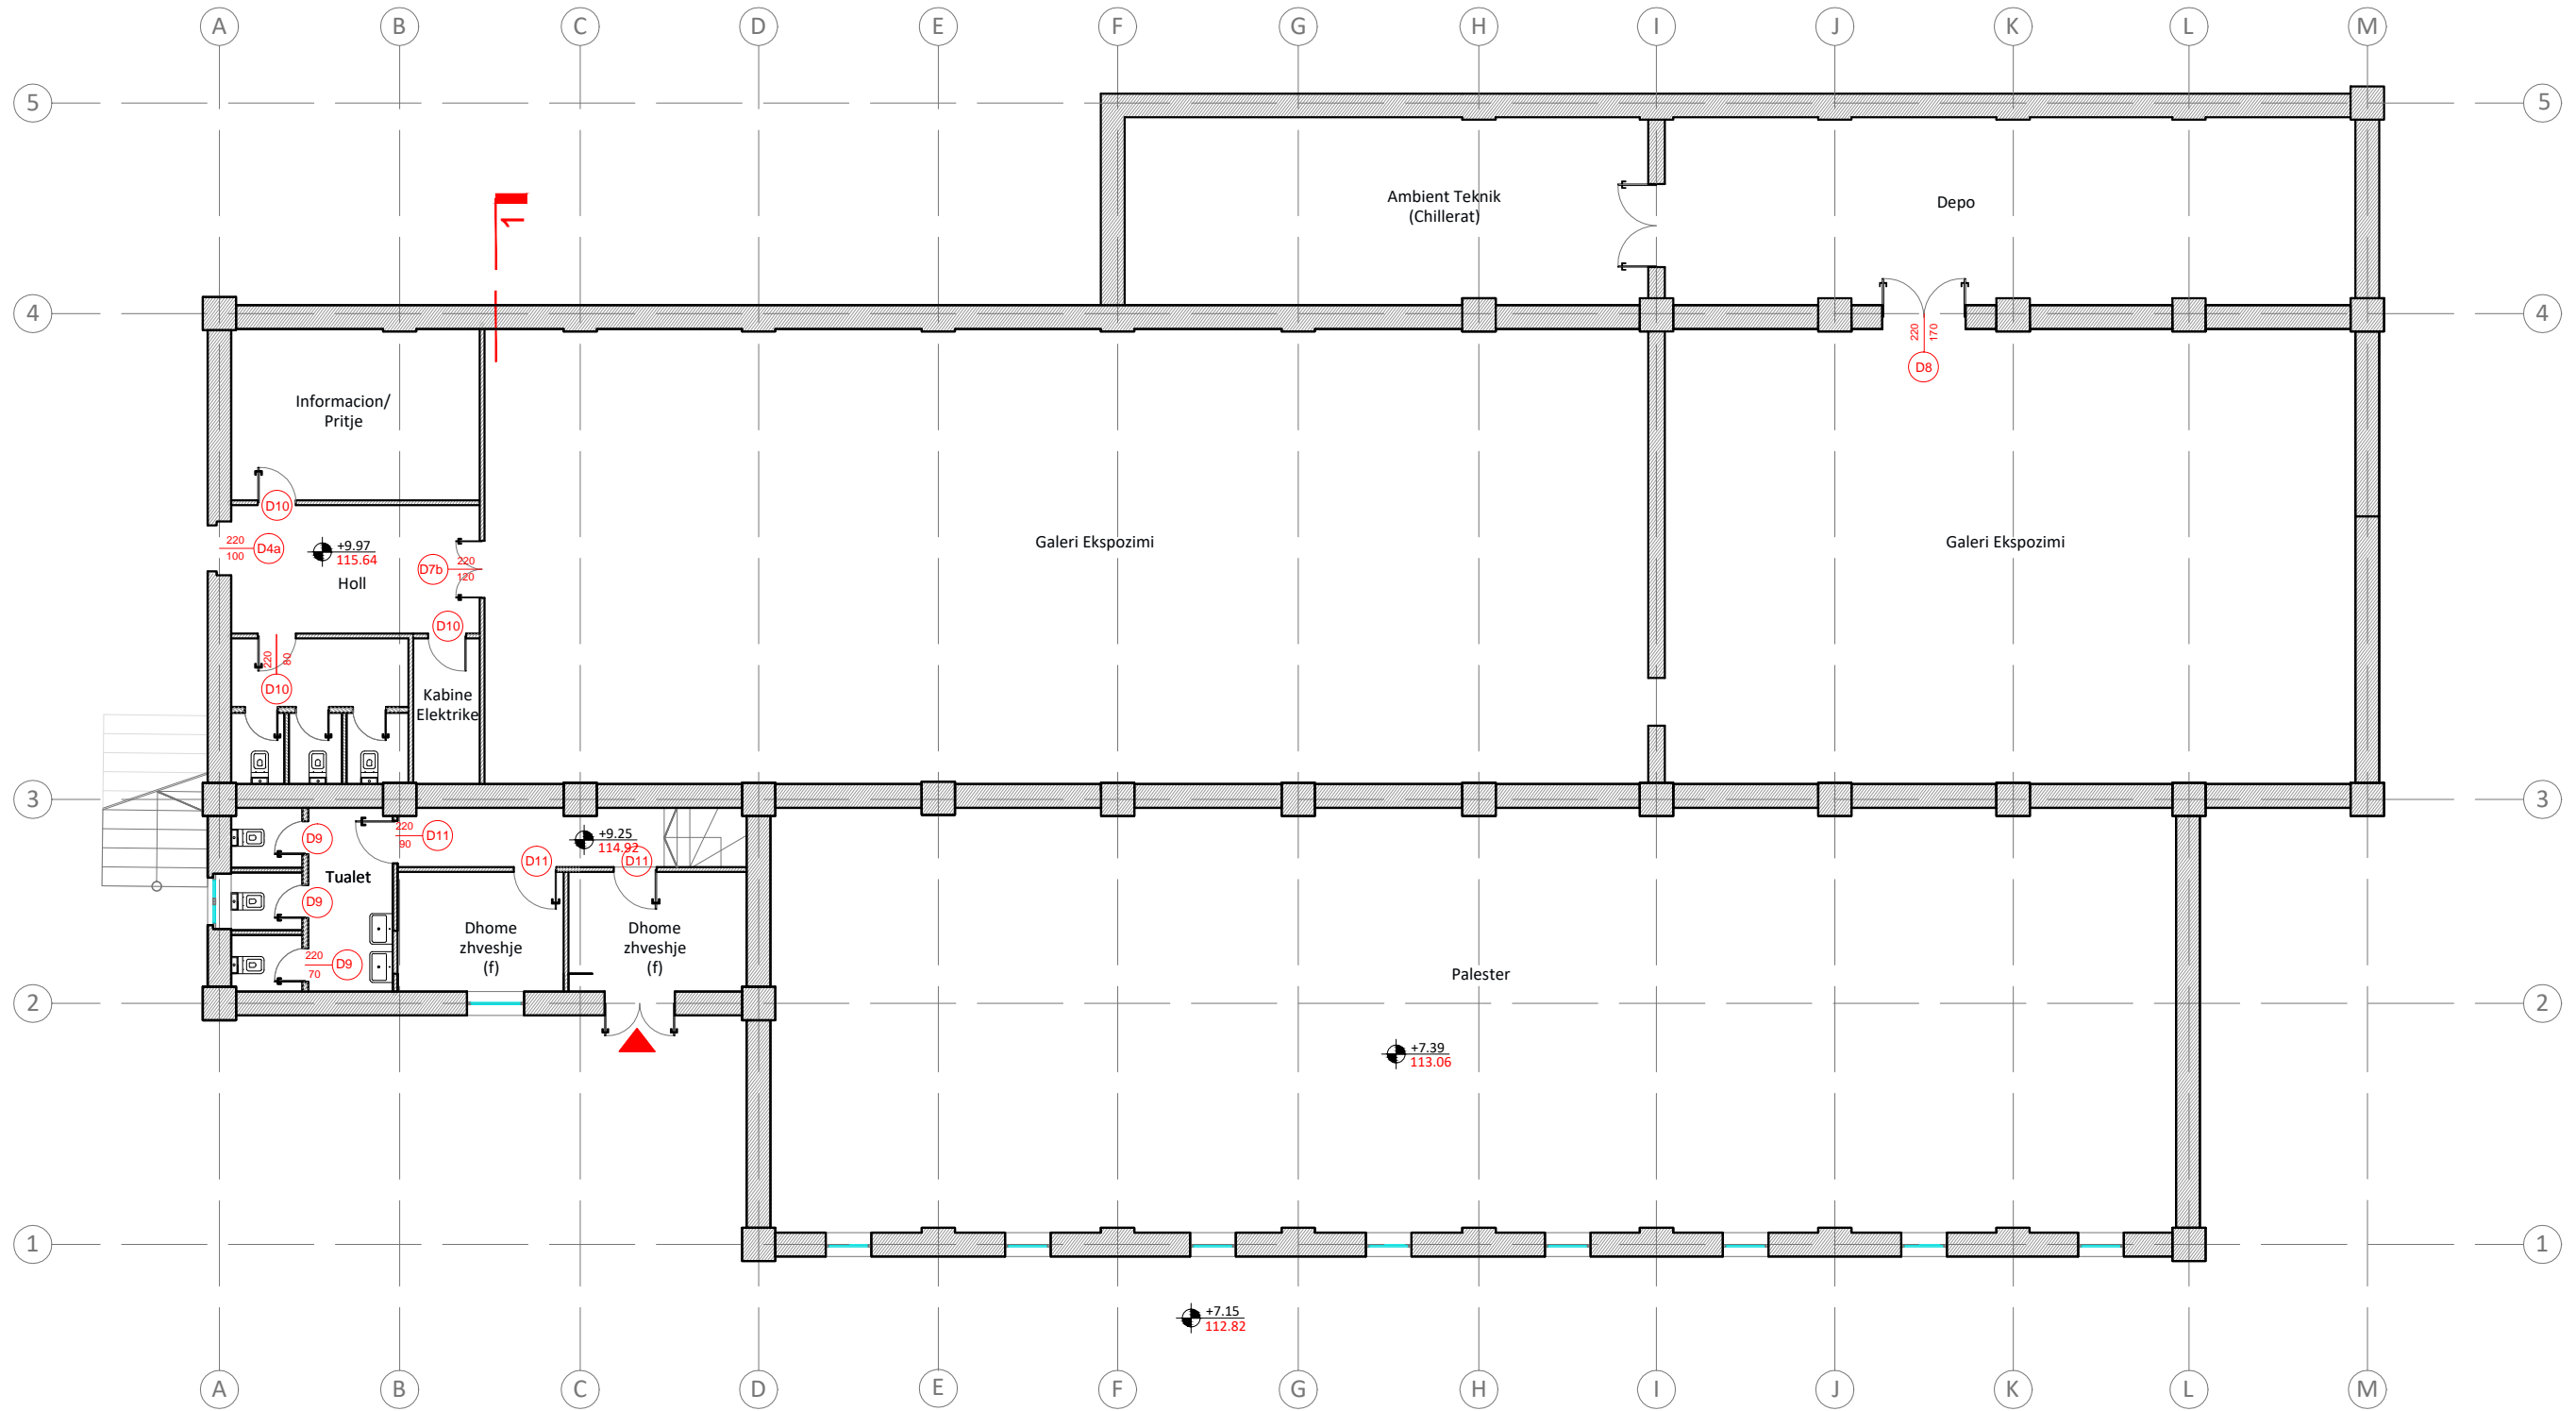 A B C D E F G H I J K L M
5 5
1
Ambient Teknik
(Chillerat)
Depo
4 4
220
170
D8
Informacion/
Pritje
D10
220
100
D4a
+9.97
115.64
Holl
D7b
220
120
D10
220
80
D10
Kabine
Elektrike
Galeri Ekspozimi
Galeri Ekspozimi
3 3
D9
220
90
D11
+9.25
114.92
D11
D11
Tualet
D9
220
70
D9
Dhome
zhveshje
(f)
Dhome
zhveshje
(f)
Palester
2 2
+7.39
113.06
1 1
+7.15
112.82
A B C D E F G H I J K L M